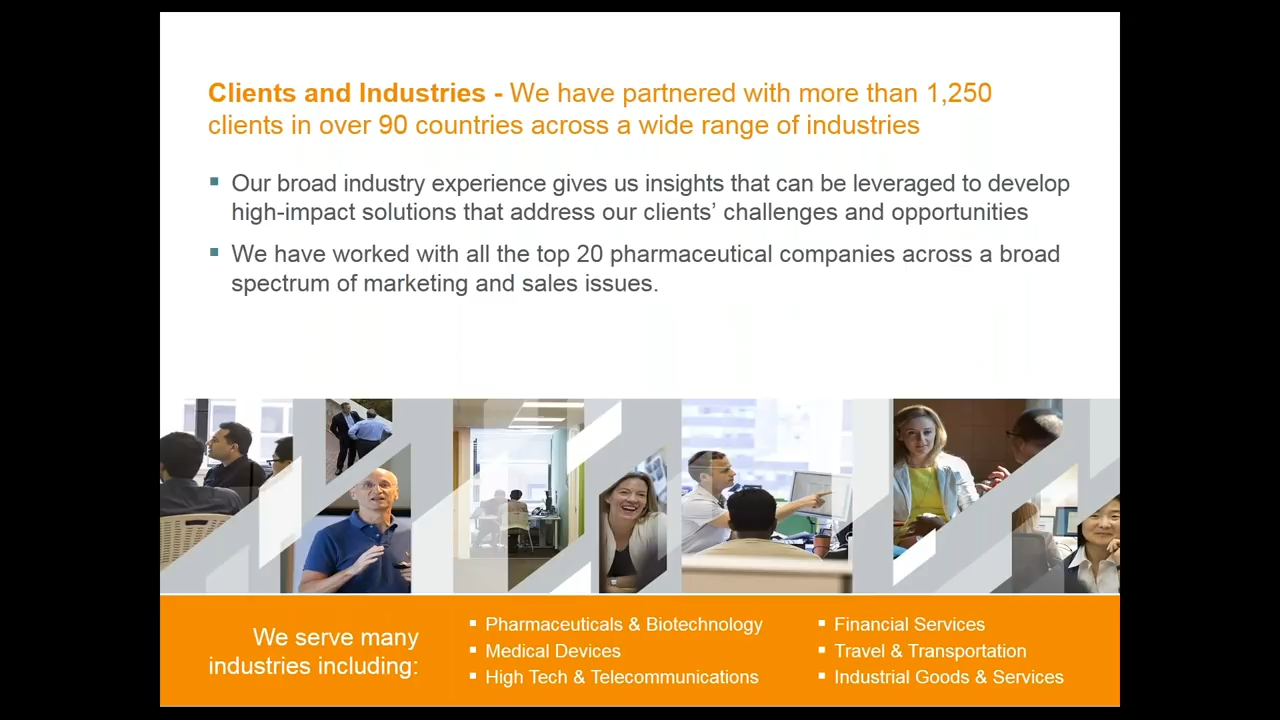 Clients and Industries - We have partnered with more than 1,250
clients in over 90 countries across a wide range of industries
Our broad industry experience gives us insights that can be leveraged to develop
high-impact solutions that address our clients’ challenges and opportunities
We have worked with all the top 20 pharmaceutical companies across a broad
spectrum of marketing and sales issues.
We serve many
industries including:
Pharmaceuticals & Biotechnology
Medical Devices
High Tech & Telecommunications
Financial Services
Travel & Transportation
Industrial Goods & Services